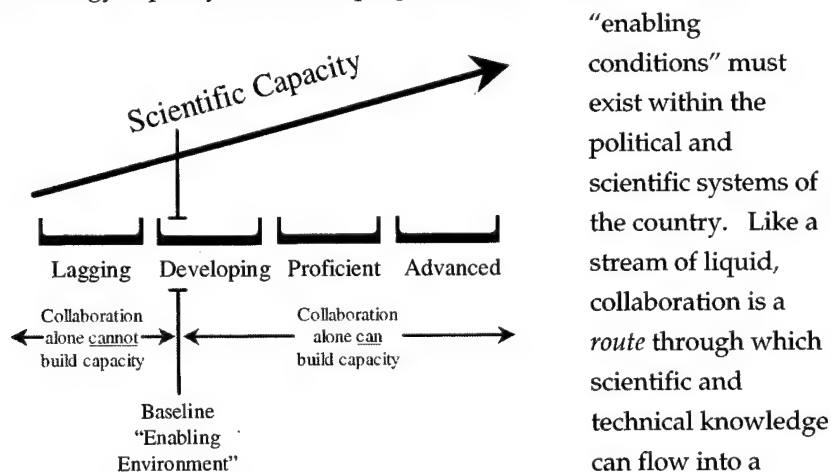 Scientific Capacity
Lagging Developing Proficient Advanced
Collaboration
alone cannot
build capacity
Collaboration
alone can
build capacity
Baseline
“Enabling
Environment”
“enabling
conditions” must
exist within the
political and
scientific systems of
the country. Like a
stream of liquid,
collaboration is a
route through which
scientific and
technical knowledge
can flow into a